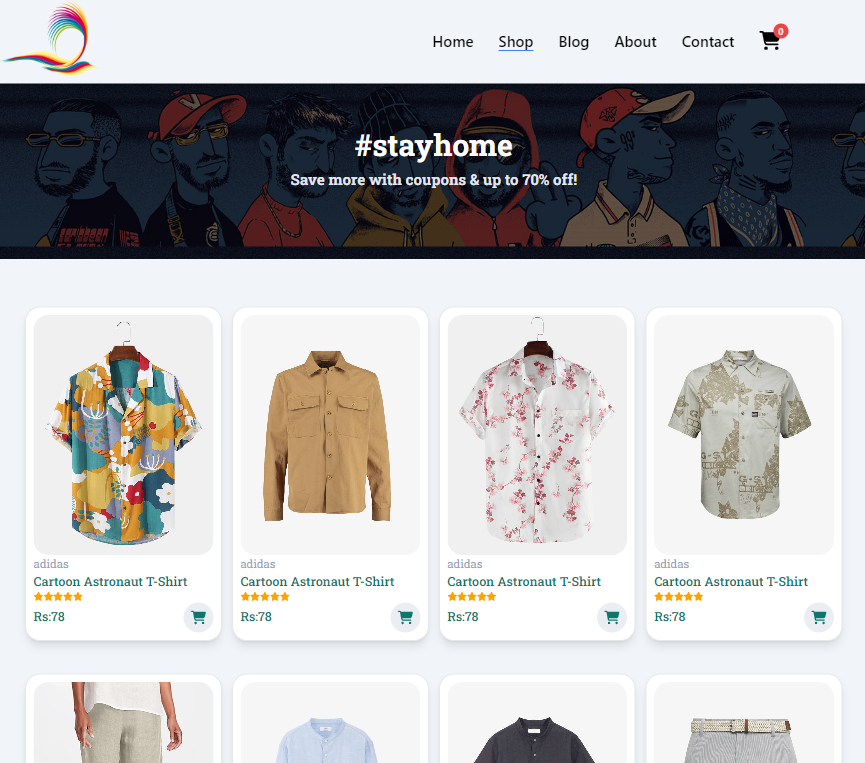 Home Shop Blog About Contact 0
#stayhome
Save more with coupons & up to 70% off!
adidas
Cartoon Astronaut T-Shirt
Rs:78
adidas
Cartoon Astronaut T-Shirt
Rs:78
adidas
Cartoon Astronaut T-Shirt
Rs:78
adidas
Cartoon Astronaut T-Shirt
Rs:78